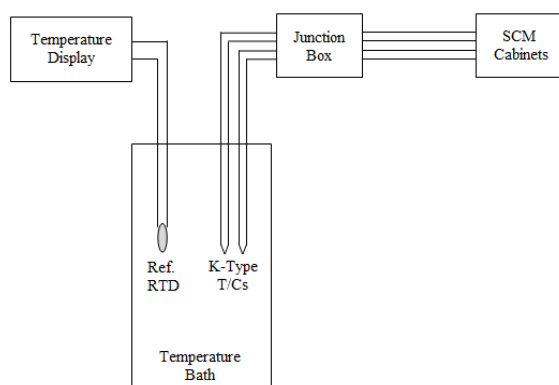 Temperature
Display
Junction
Box
SCM
Cabinets
Ref.
RTD
K-Type
T/Cs
Temperature
Bath